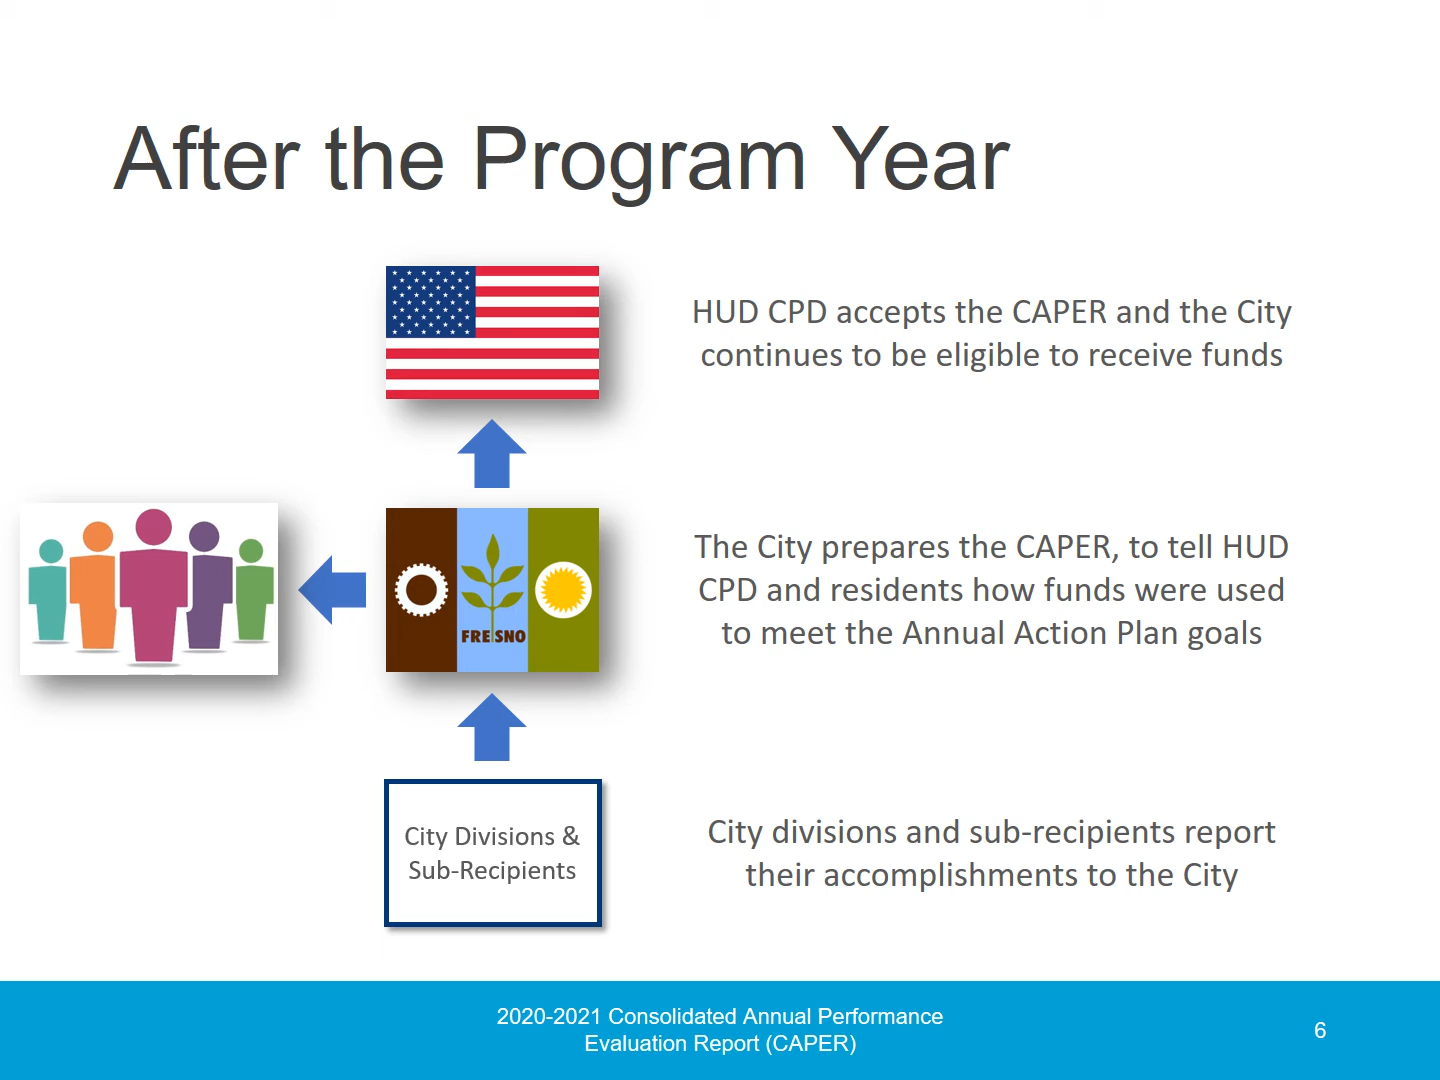 After the Program Year
HUD CPD accepts the CAPER and the City
continues to be eligible to receive funds
FRESNO
The City prepares the CAPER, to tell HUD
CPD and residents how funds were used
to meet the Annual Action Plan goals
City Divisions &
Sub-Recipients
City divisions and sub-recipients report
their accomplishments to the City
2020-2021 Consolidated Annual Performance
Evaluation Report (CAPER)
6